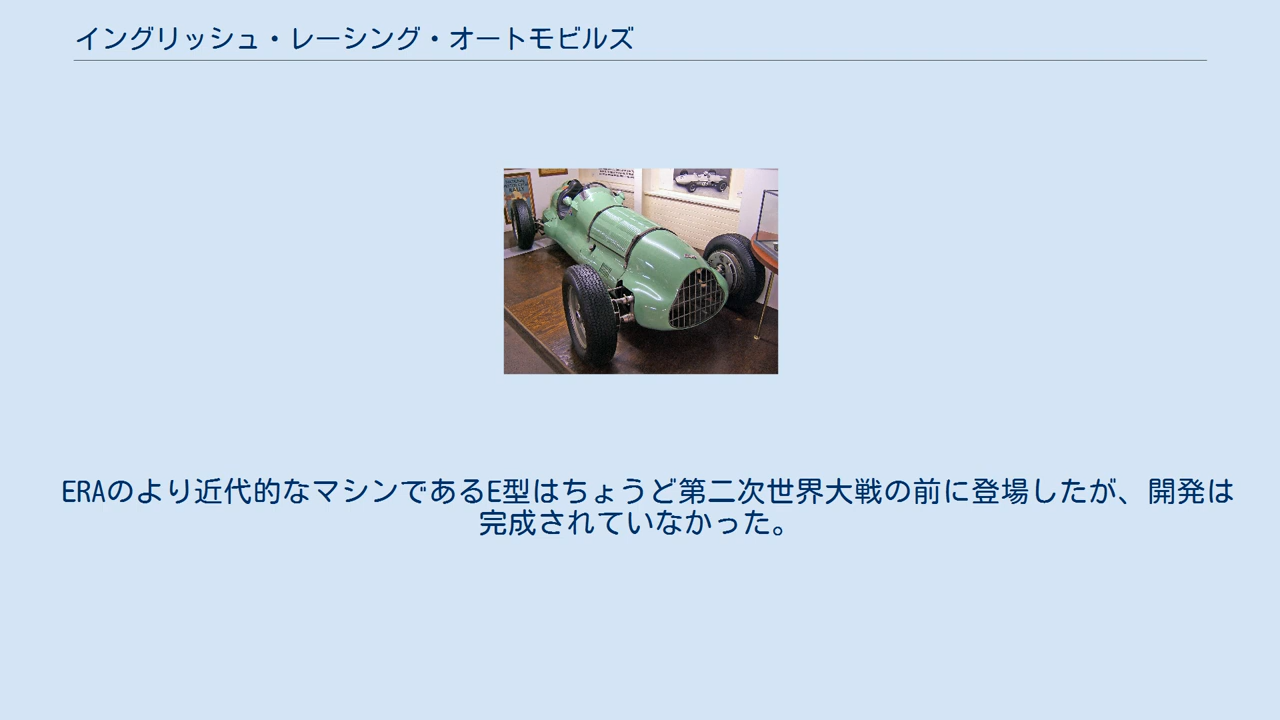 イングリッシュ・レーシング・オートモビルズ
ERAのより近代的なマシンであるE型はちょうど第二次世界大戦の前に登場したが、開発は
完成されていなかった。